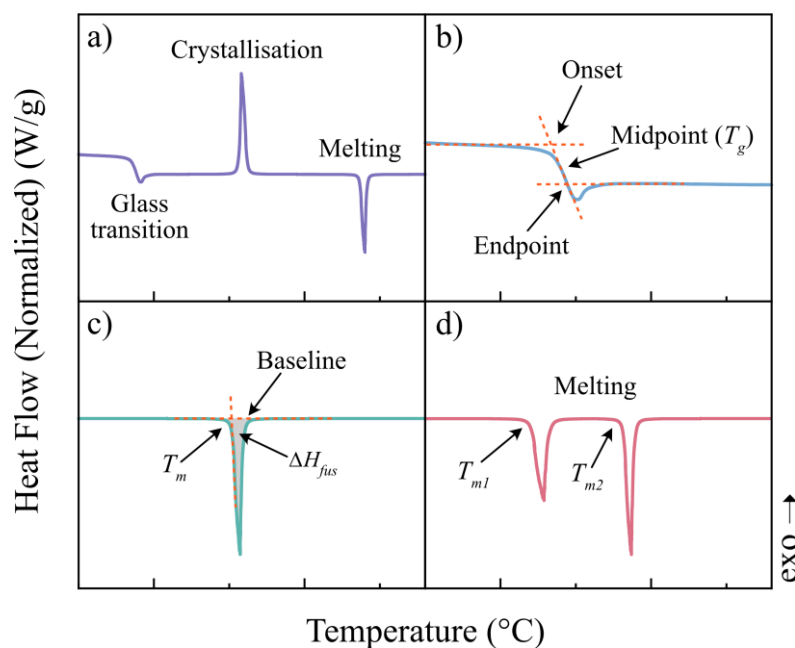 Heat Flow (Normalized) (W/g)
a)
Crystallisation
Melting
Glass
transition
b)
Onset
Midpoint (Tg)
Endpoint
c)
Baseline
Tm
ΔHfus
d)
Melting
Tm1
Tm2
exo →
Temperature (°C)